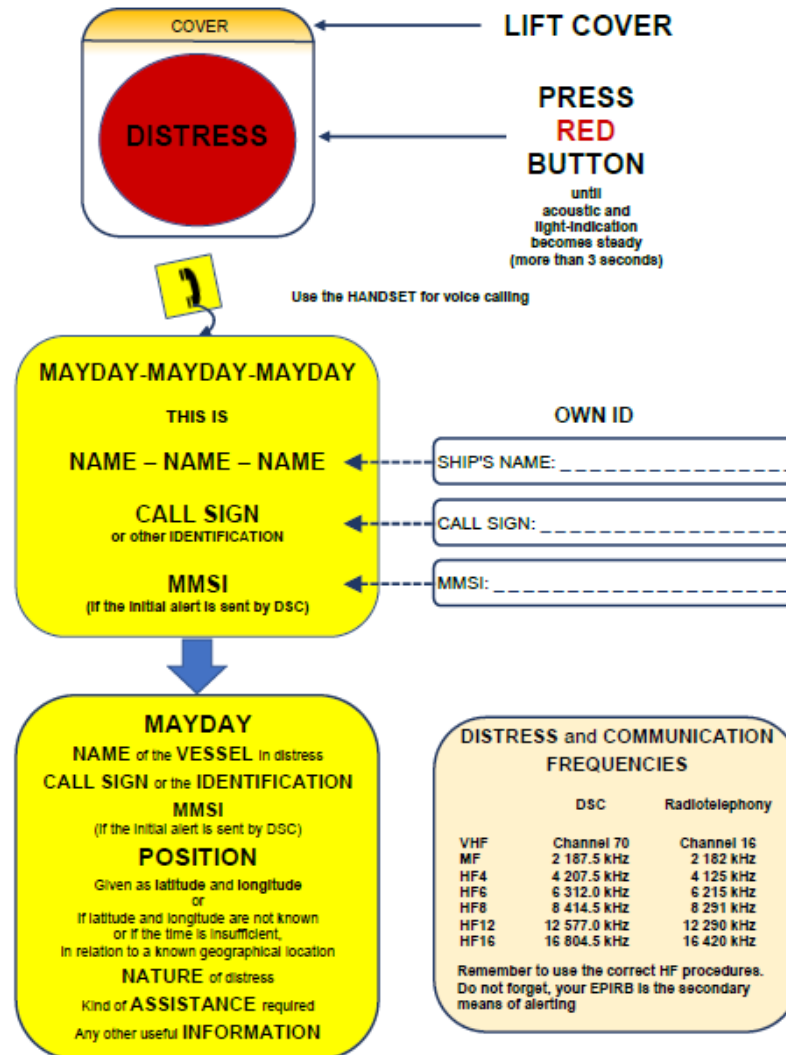 COVER
LIFT COVER
DISTRESS
PRESS
RED
BUTTON
until
acoustic and
light-indication
becomes steady
(more than 3 seconds)
Use the HANDSET for voice calling
MAYDAY-MAYDAY-MAYDAY
THIS IS
NAME – NAME – NAME
CALL SIGN
or other IDENTIFICATION
MMSI
(if the initial alert is sent by DSC)
OWN ID
SHIP'S NAME: _ _ _ _ _ _ _ _ _ _ _ _ _ _ _
CALL SIGN: _ _ _ _ _ _ _ _ _ _ _ _ _ _ _ _
MMSI: _ _ _ _ _ _ _ _ _ _ _ _ _ _ _ _ _ _ _
MAYDAY
NAME of the VESSEL in distress
CALL SIGN or the IDENTIFICATION
MMSI
(if the initial alert is sent by DSC)
POSITION
Given as latitude and longitude
or
If latitude and longitude are not known
or if the time is insufficient,
in relation to a known geographical location
NATURE of distress
Kind of ASSISTANCE required
Any other useful INFORMATION
DISTRESS and COMMUNICATION
FREQUENCIES
DSC Radiotelephony
VHF Channel 70 Channel 16
MF 2 187.5 kHz 2 182 kHz
HF4 4 207.5 kHz 4 125 kHz
HF6 6 312.0 kHz 6 215 kHz
HF8 8 414.5 kHz 8 291 kHz
HF12 12 577.0 kHz 12 290 kHz
HF16 16 804.5 kHz 16 420 kHz
Remember to use the correct HF procedures.
Do not forget, your EPIRB is the secondary
means of alerting